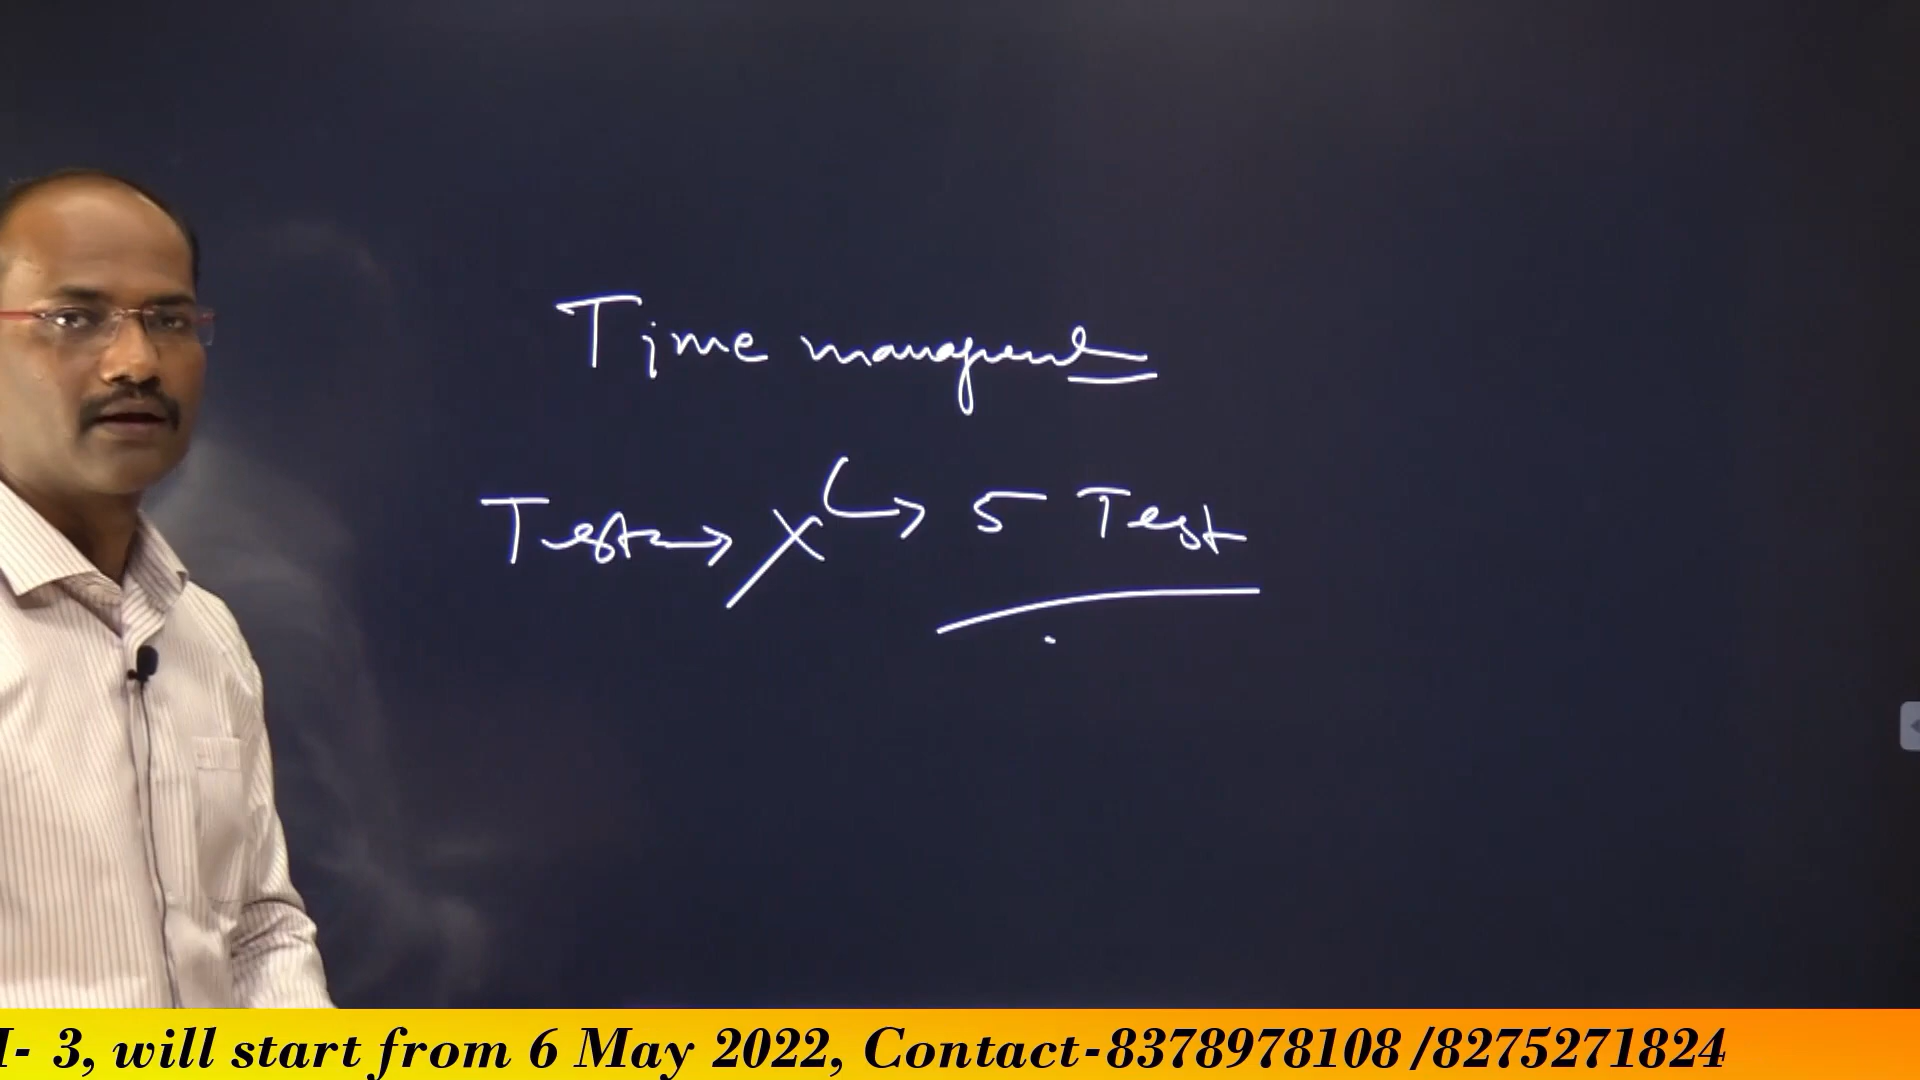 Time management
Test → X → 5 Test
I- 3, will start from 6 May 2022, Contact-8378978108 /8275271824